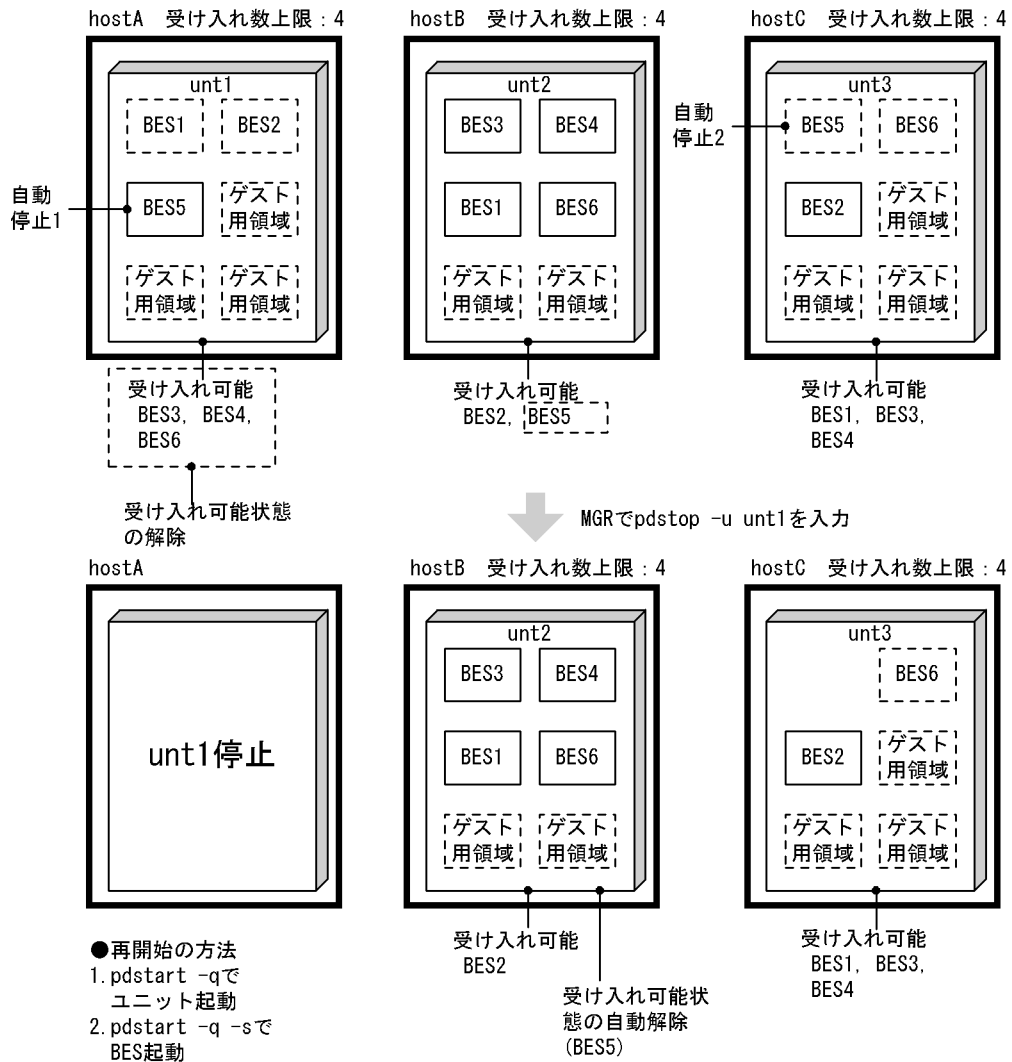 hostA 受け入れ数上限：4
hostB 受け入れ数上限：4
hostC 受け入れ数上限：4
unt1
BES1
BES2
自動
停止1
BES5
ゲスト
用領域
ゲスト
用領域
ゲスト
用領域
受け入れ可能
BES3, BES4,
BES6
受け入れ可能状態
の解除
unt2
BES3
BES4
BES1
BES6
ゲスト
用領域
ゲスト
用領域
受け入れ可能
BES2, BES5
自動
停止2
unt3
BES5
BES6
BES2
ゲスト
用領域
ゲスト
用領域
ゲスト
用領域
受け入れ可能
BES1, BES3,
BES4
MGRでpdstop -u unt1を入力
hostA
hostB 受け入れ数上限：4
hostC 受け入れ数上限：4
unt1停止
unt2
BES3
BES4
BES1
BES6
ゲスト
用領域
ゲスト
用領域
受け入れ可能
BES2
受け入れ可能状
態の自動解除
(BES5)
unt3
BES6
BES2
ゲスト
用領域
ゲスト
用領域
ゲスト
用領域
受け入れ可能
BES1, BES3,
BES4
●再開始の方法
1.pdstart -qで
ユニット起動
2.pdstart -q -sで
BES起動